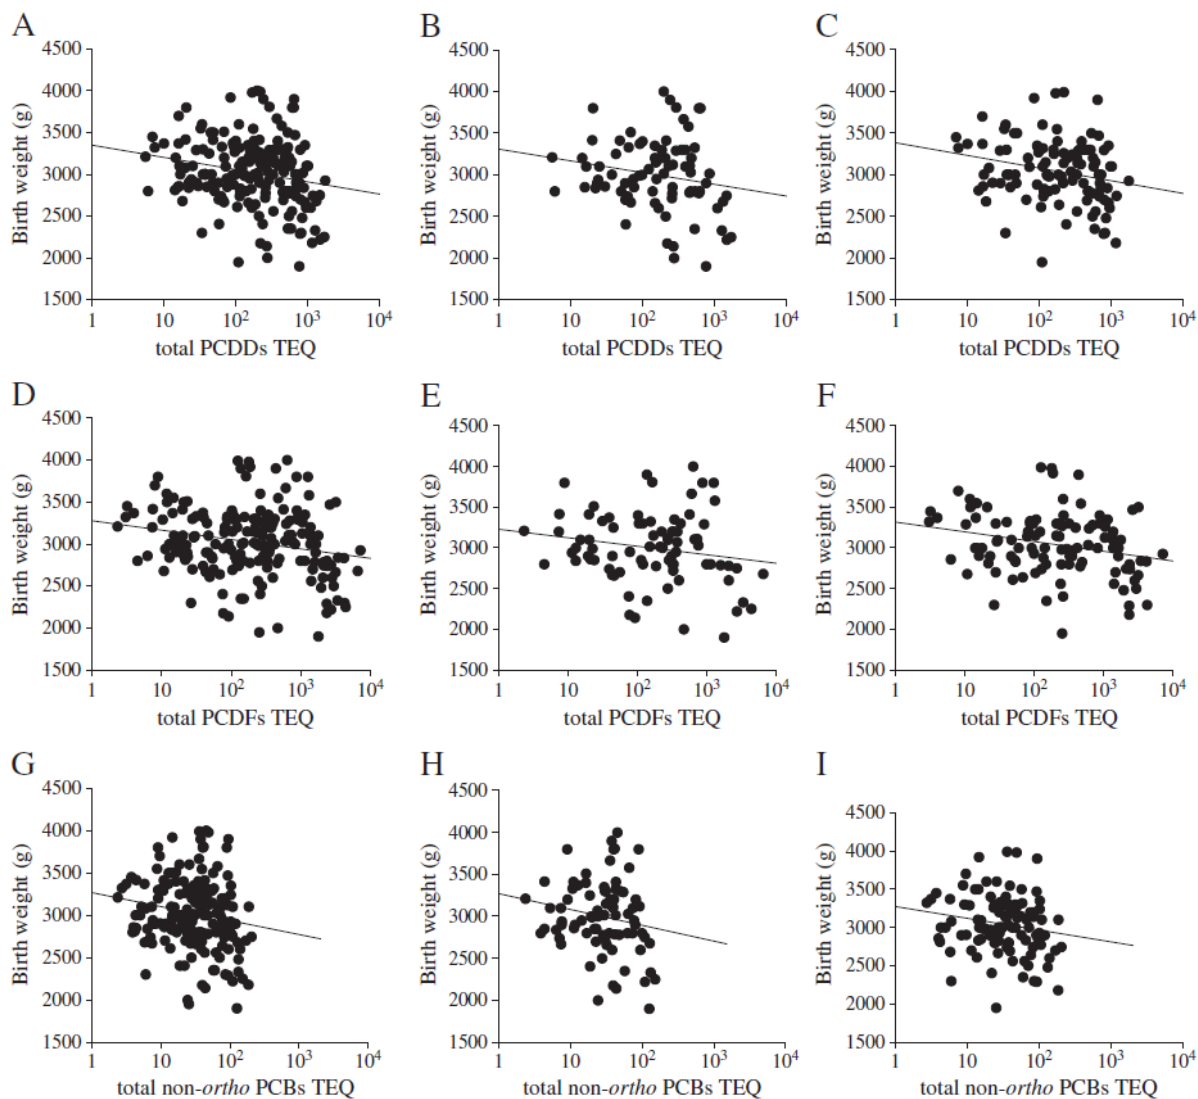 A B C
4500 4500 4500
4000 4000 4000
3500 3500 3500
3000 3000 3000
2500 2500 2500
2000 2000 2000
1500 1500 1500
Birth weight (g) Birth weight (g) Birth weight (g)
1 10 10² 10³ 10⁴ 1 10 10² 10³ 10⁴ 1 10 10² 10³ 10⁴
total PCDDs TEQ total PCDDs TEQ total PCDDs TEQ
D E F
4500 4500 4500
4000 4000 4000
3500 3500 3500
3000 3000 3000
2500 2500 2500
2000 2000 2000
1500 1500 1500
Birth weight (g) Birth weight (g) Birth weight (g)
1 10 10² 10³ 10⁴ 1 10 10² 10³ 10⁴ 1 10 10² 10³ 10⁴
total PCDFs TEQ total PCDFs TEQ total PCDFs TEQ
G H I
4500 4500 4500
4000 4000 4000
3500 3500 3500
3000 3000 3000
2500 2500 2500
2000 2000 2000
1500 1500 1500
Birth weight (g) Birth weight (g) Birth weight (g)
1 10 10² 10³ 10⁴ 1 10 10² 10³ 10⁴ 1 10 10² 10³ 10⁴
total non-ortho PCBs TEQ total non-ortho PCBs TEQ total non-ortho PCBs TEQ